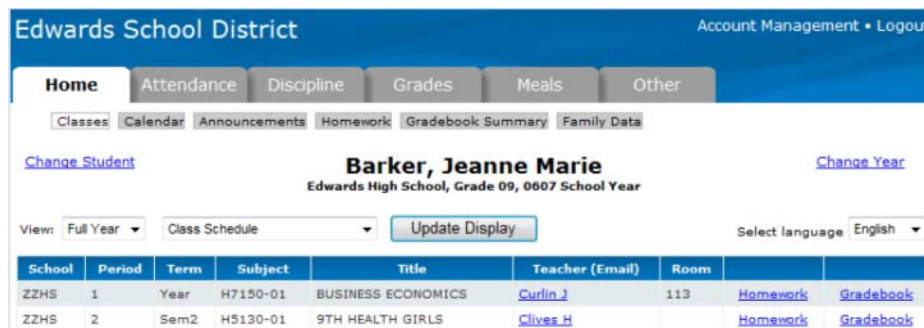 Edwards School District
Account Management • Logou
Home Attendance Discipline Grades Meals Other
Classes Calendar Announcements Homework Gradebook Summary Family Data
Change Student Barker, Jeanne Marie Change Year
Edwards High School, Grade 09, 0607 School Year
View: Full Year Class Schedule Update Display Select language English
School Period Term Subject Title Teacher (Email) Room
ZZHS 1 Year H7150-01 BUSINESS ECONOMICS Curlin J 113 Homework Gradebook
ZZHS 2 Sem2 H5130-01 9TH HEALTH GIRLS Clives H Homework Gradebook